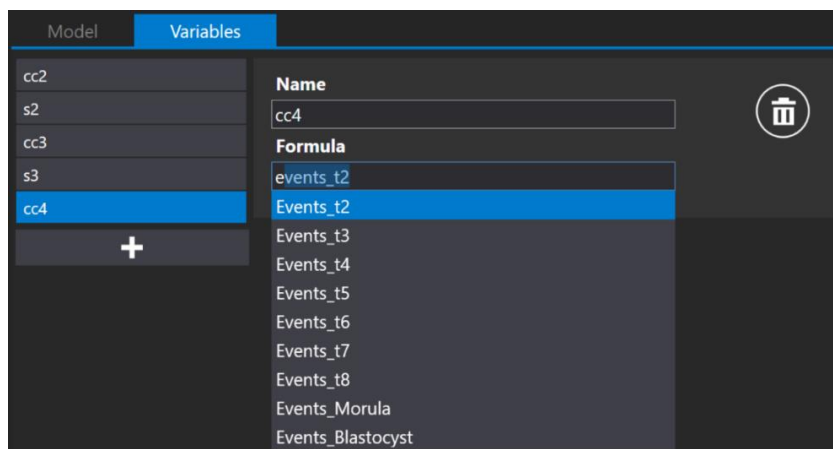 Model Variables
cc2
s2
cc3
s3
cc4
Name
cc4
Formula
events_t2
Events_t2
Events_t3
Events_t4
Events_t5
Events_t6
Events_t7
Events_t8
Events_Morula
Events_Blastocyst